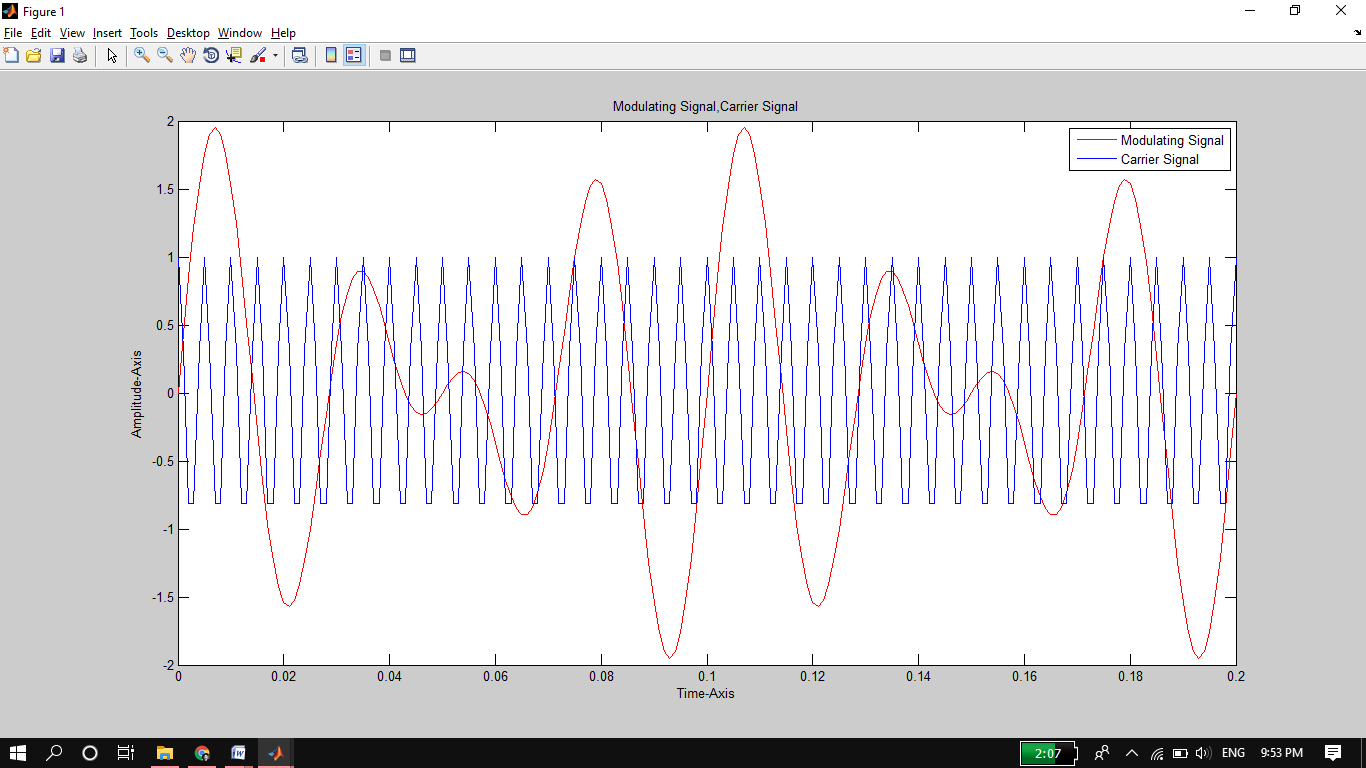 Figure 1
File Edit View Insert Tools Desktop Window Help
Modulating Signal,Carrier Signal
Modulating Signal
Carrier Signal
2
1.5
1
0.5
0
-0.5
-1
-1.5
-2
Amplitude-Axis
0 0.02 0.04 0.06 0.08 0.1 0.12 0.14 0.16 0.18 0.2
Time-Axis
2:07 ENG 9:53 PM